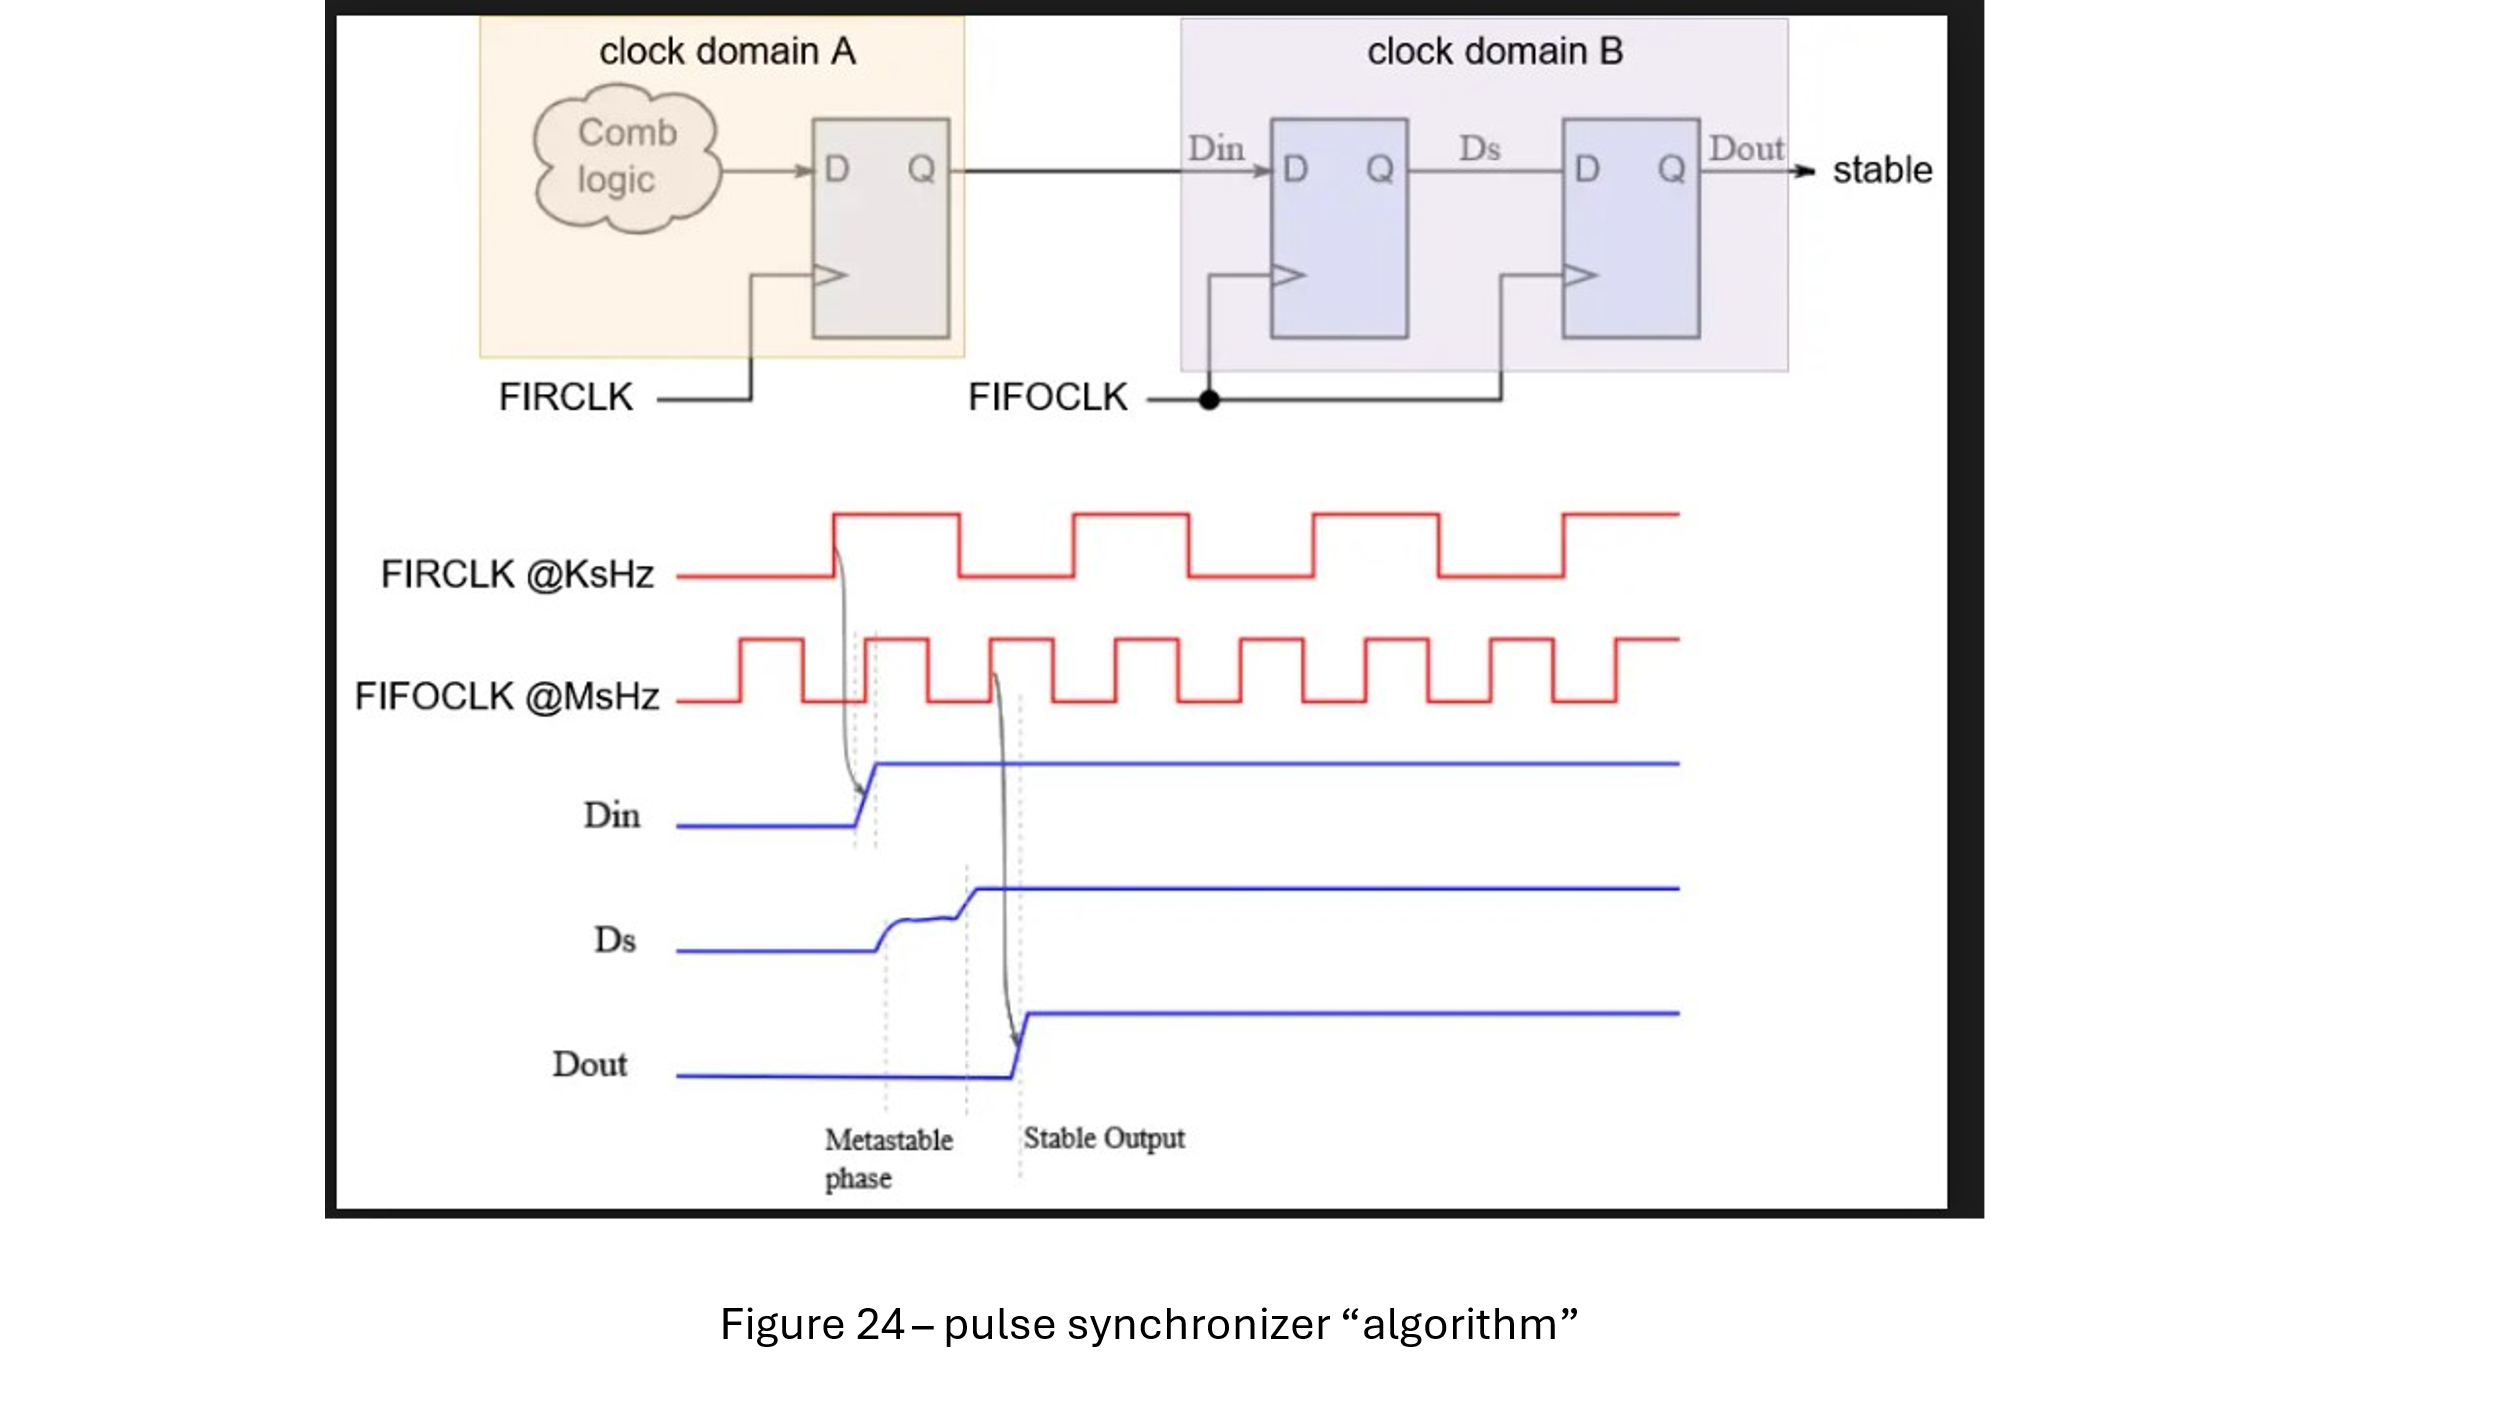 clock domain A
clock domain B
Comb
logic
D
Q
Din
D
Q
Ds
D
Q
Dout
stable
FIRCLK
FIFOCLK
FIRCLK @KsHz
FIFOCLK @MsHz
Din
Ds
Dout
Metastable
phase
Stable Output
Figure 24 – pulse synchronizer “algorithm”